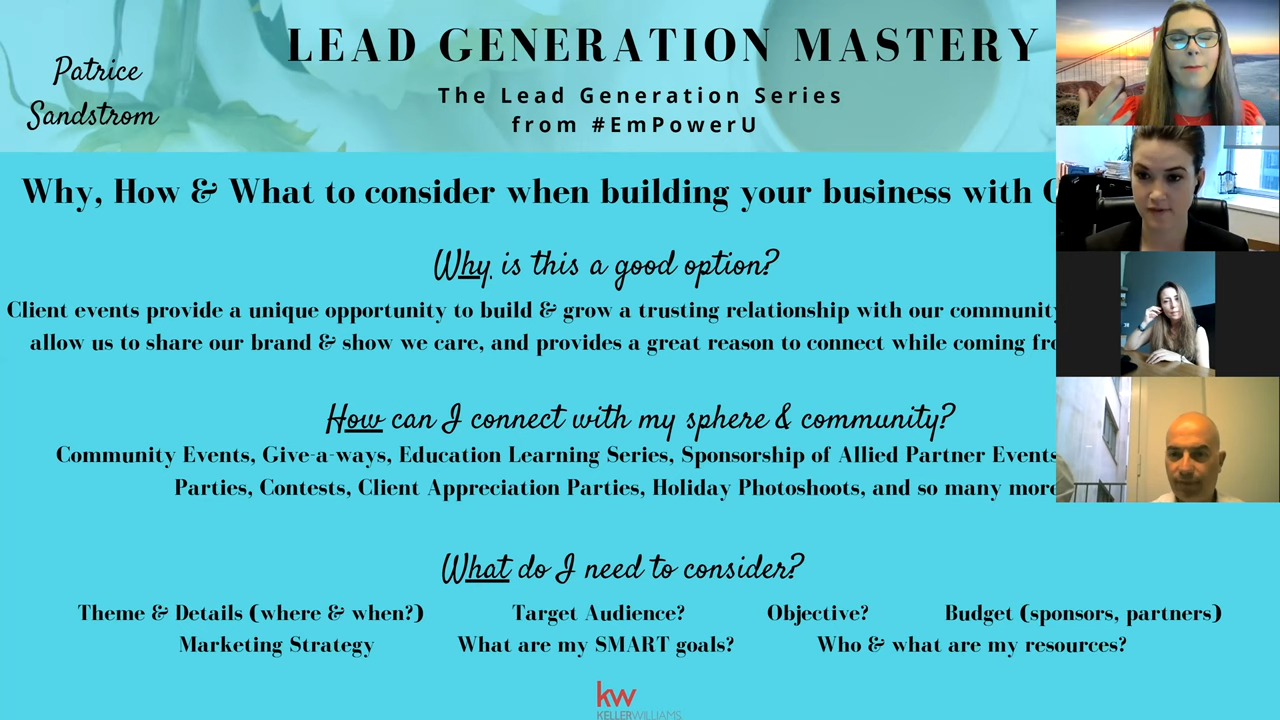 Patrice
Sandstrom
LEAD GENERATION MASTERY
The Lead Generation Series
from #EmPowerU
Why, How & What to consider when building your business with
Why is this a good option?
Client events provide a unique opportunity to build & grow a trusting relationship with our community
allow us to share our brand & show we care, and provides a great reason to connect while coming
How can I connect with my sphere & community?
Community Events, Give-a-ways, Education Learning Series, Sponsorship of Allied Partner Events
Parties, Contests, Client Appreciation Parties, Holiday Photoshoots, and so many more
What do I need to consider?
Theme & Details (where & when?) Target Audience? Objective? Budget (sponsors, partners)
Marketing Strategy What are my SMART goals? Who & what are my resources?
kw
KELLERWILLIAMS